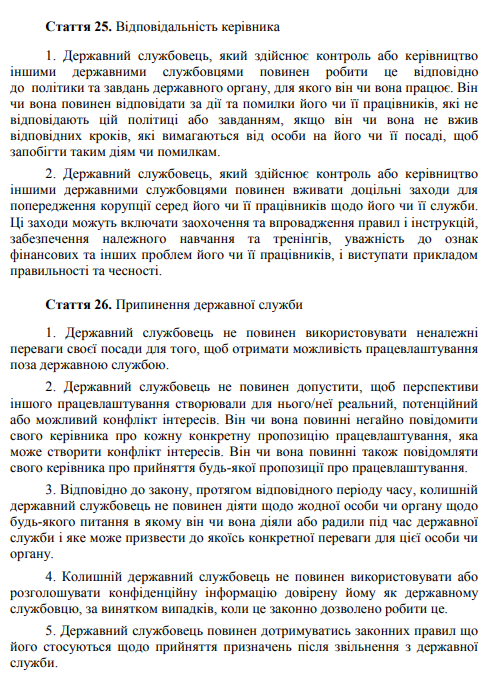 Стаття 25. Відповідальність керівника
1. Державний службовець, який здійснює контроль або керівництво
іншими державними службовцями повинен робити це відповідно
до політики та завдань державного органу, для якого він чи вона працює. Він
чи вона повинен відповідати за дії та помилки його чи її працівників, які не
відповідають цій політиці або завданням, якщо він чи вона не вжив
відповідних кроків, які вимагаються від особи на його чи її посаді, щоб
запобігти таким діям чи помилкам.
2. Державний службовець, який здійснює контроль або керівництво
іншими державними службовцями повинен вживати доцільні заходи для
попередження корупції серед його чи її працівників щодо його чи її служби.
Ці заходи можуть включати заохочення та впровадження правил і інструкцій,
забезпечення належного навчання та тренінгів, уважність до ознак
фінансових та інших проблем його чи її працівників, і виступати прикладом
правильності та чесності.
Стаття 26. Припинення державної служби
1. Державний службовець не повинен використовувати неналежні
переваги своєї посади для того, щоб отримати можливість працевлаштування
поза державною службою.
2. Державний службовець не повинен допустити, щоб перспективи
іншого працевлаштування створювали для нього/неї реальний, потенційний
або можливий конфлікт інтересів. Він чи вона повинні негайно повідомити
свого керівника про кожну конкретну пропозицію працевлаштування, яка
може створити конфлікт інтересів. Він чи вона повинні також повідомляти
свого керівника про прийняття будь-якої пропозиції про працевлаштування.
3. Відповідно до закону, протягом відповідного періоду часу, колишній
державний службовець не повинен діяти щодо жодної особи чи органу щодо
будь-якого питання в якому він чи вона діяли або радили під час державної
служби і яке може призвести до якоїсь конкретної переваги для цієї особи чи
органу.
4. Колишній державний службовець не повинен використовувати або
розголошувати конфіденційну інформацію довірену йому як державному
службовцю, за винятком випадків, коли це законно дозволено робити це.
5. Державний службовець повинен дотримуватись законних правил що
його стосуються щодо прийняття призначень після звільнення з державної
служби.